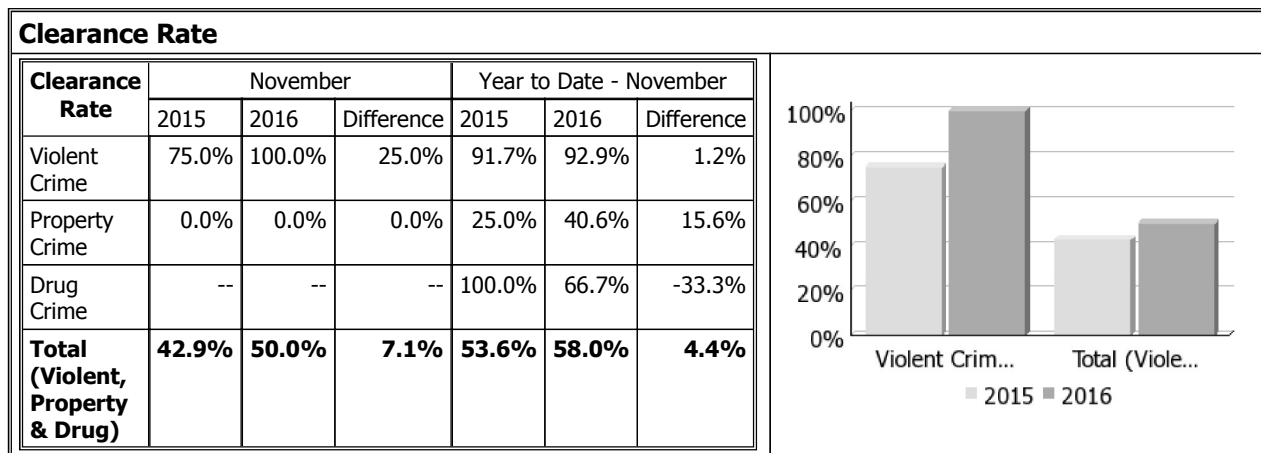 Clearance Rate
Clearance Rate November Year to Date - November
2015 2016 Difference 2015 2016 Difference
Violent Crime 75.0% 100.0% 25.0% 91.7% 92.9% 1.2%
Property Crime 0.0% 0.0% 0.0% 25.0% 40.6% 15.6%
Drug Crime -- -- -- 100.0% 66.7% -33.3%
Total (Violent, Property & Drug) 42.9% 50.0% 7.1% 53.6% 58.0% 4.4%
100%
80%
60%
40%
20%
0%
Violent Crim... Total (Viole...
2015 2016